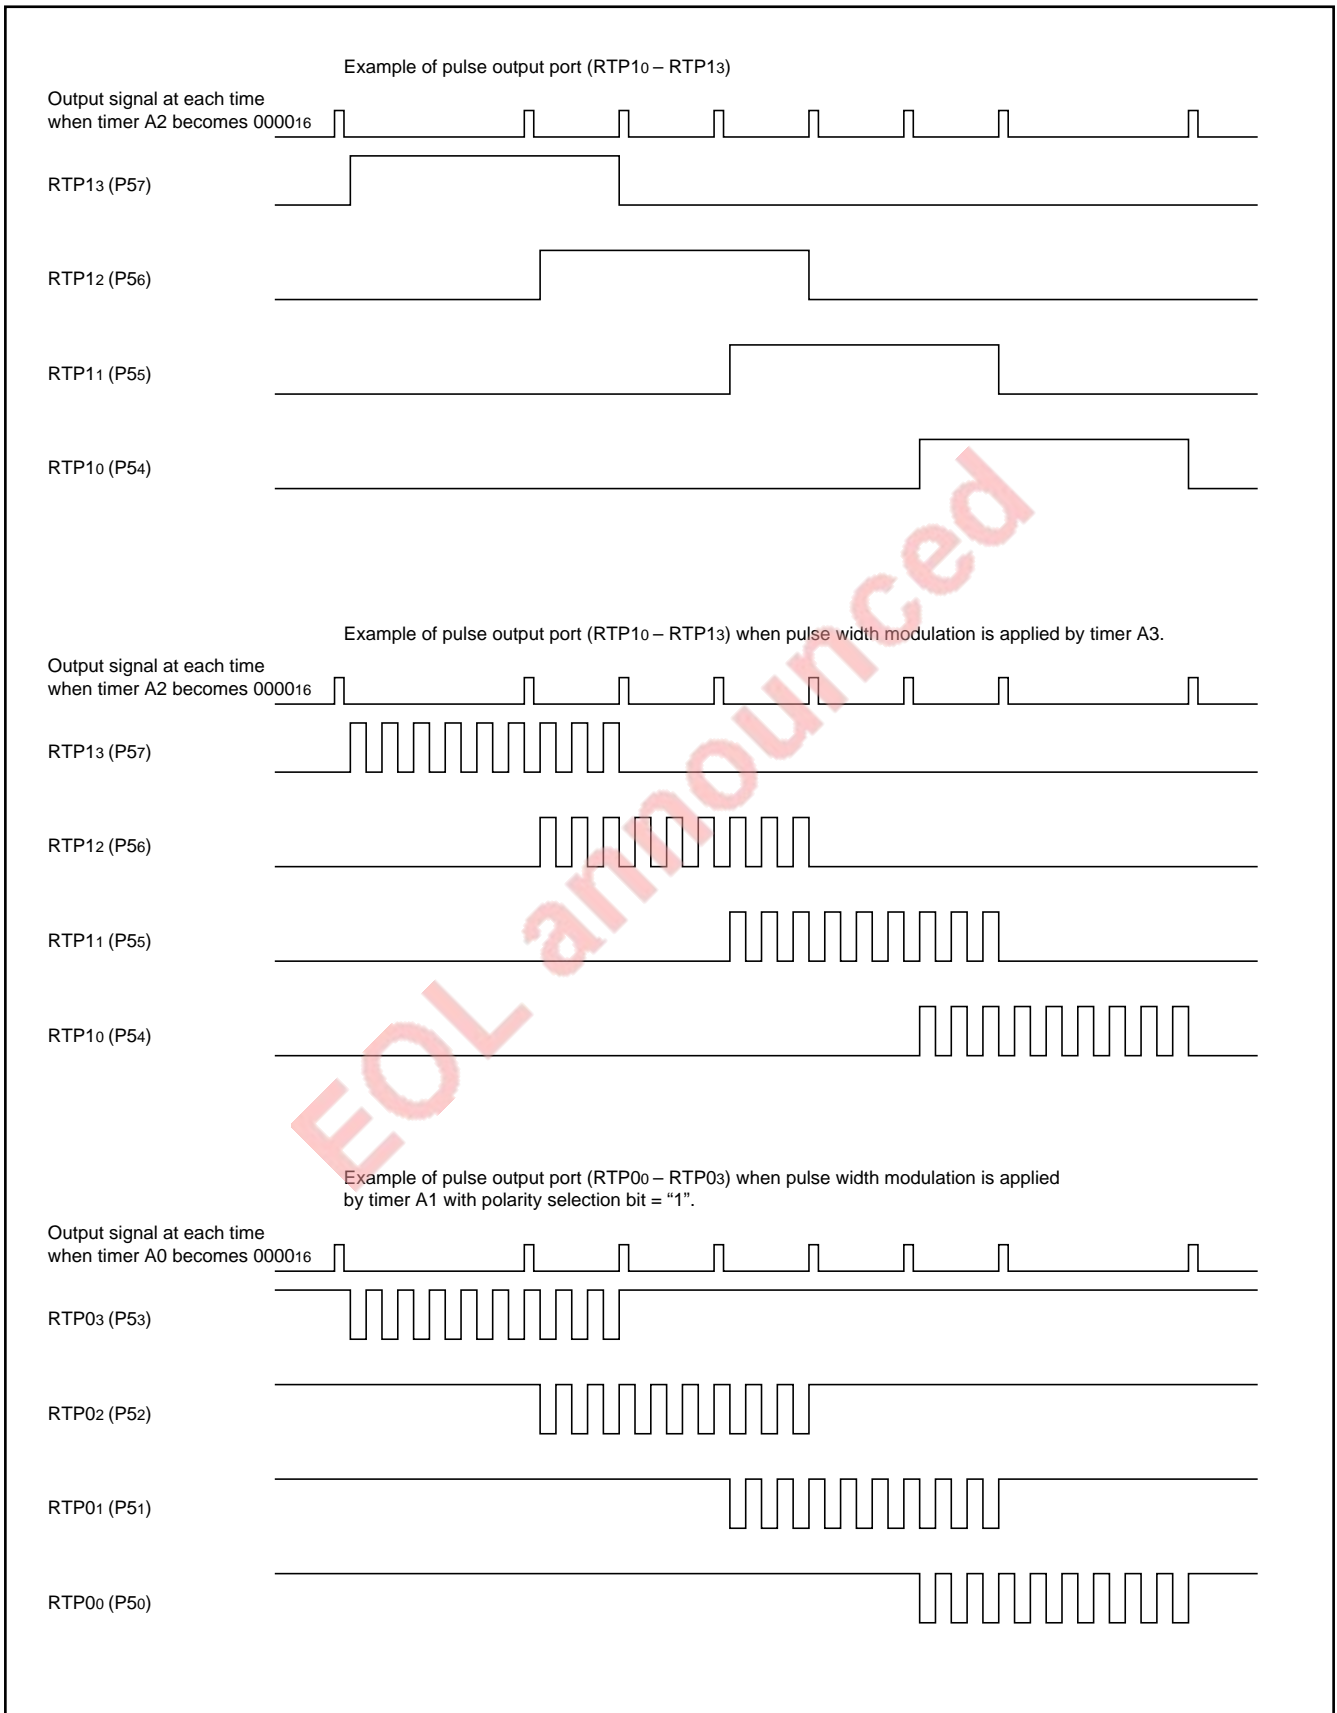 Example of pulse output port (RTP10 – RTP13)
Output signal at each time
when timer A2 becomes 000016
RTP13 (P57)
RTP12 (P56)
RTP11 (P55)
RTP10 (P54)
Example of pulse output port (RTP10 – RTP13) when pulse width modulation is applied by timer A3.
Output signal at each time
when timer A2 becomes 000016
RTP13 (P57)
RTP12 (P56)
RTP11 (P55)
RTP10 (P54)
Example of pulse output port (RTP00 – RTP03) when pulse width modulation is applied
by timer A1 with polarity selection bit = “1”.
Output signal at each time
when timer A0 becomes 000016
RTP03 (P53)
RTP02 (P52)
RTP01 (P51)
RTP00 (P50)
EOL announced